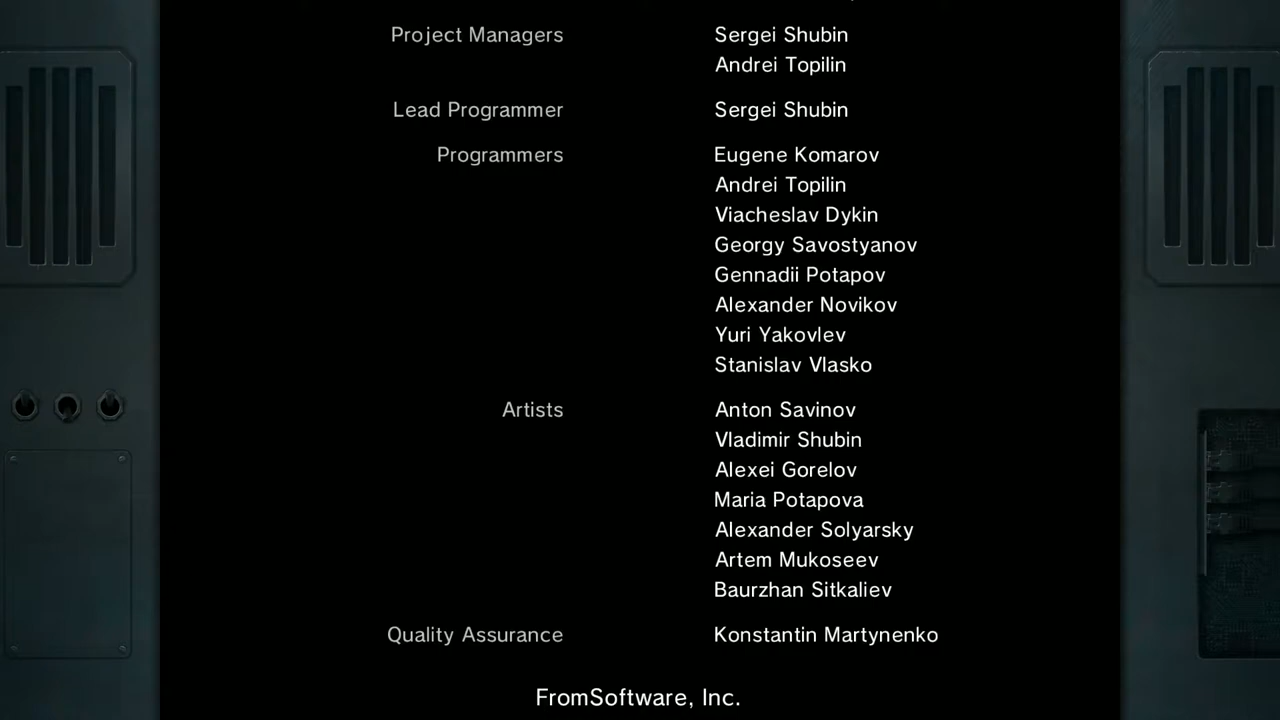 Project Managers Sergei Shubin
Andrei Topilin
Lead Programmer Sergei Shubin
Programmers Eugene Komarov
Andrei Topilin
Viacheslav Dykin
Georgy Savostyanov
Gennadii Potapov
Alexander Novikov
Yuri Yakovlev
Stanislav Vlasko
Artists Anton Savinov
Vladimir Shubin
Alexei Gorelov
Maria Potapova
Alexander Solyarsky
Artem Mukoseev
Baurzhan Sitkaliev
Quality Assurance Konstantin Martynenko
FromSoftware, Inc.